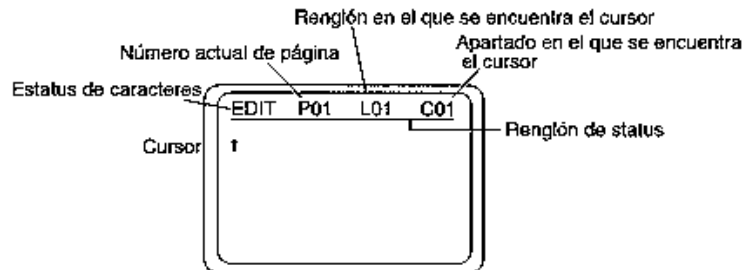 Renglón en el que se encuentra el cursor
Número actual de página
Apartado en el que se encuentra
el cursor
Estatus de caracteres
EDIT P01 L01 C01
Renglón de status
Cursor